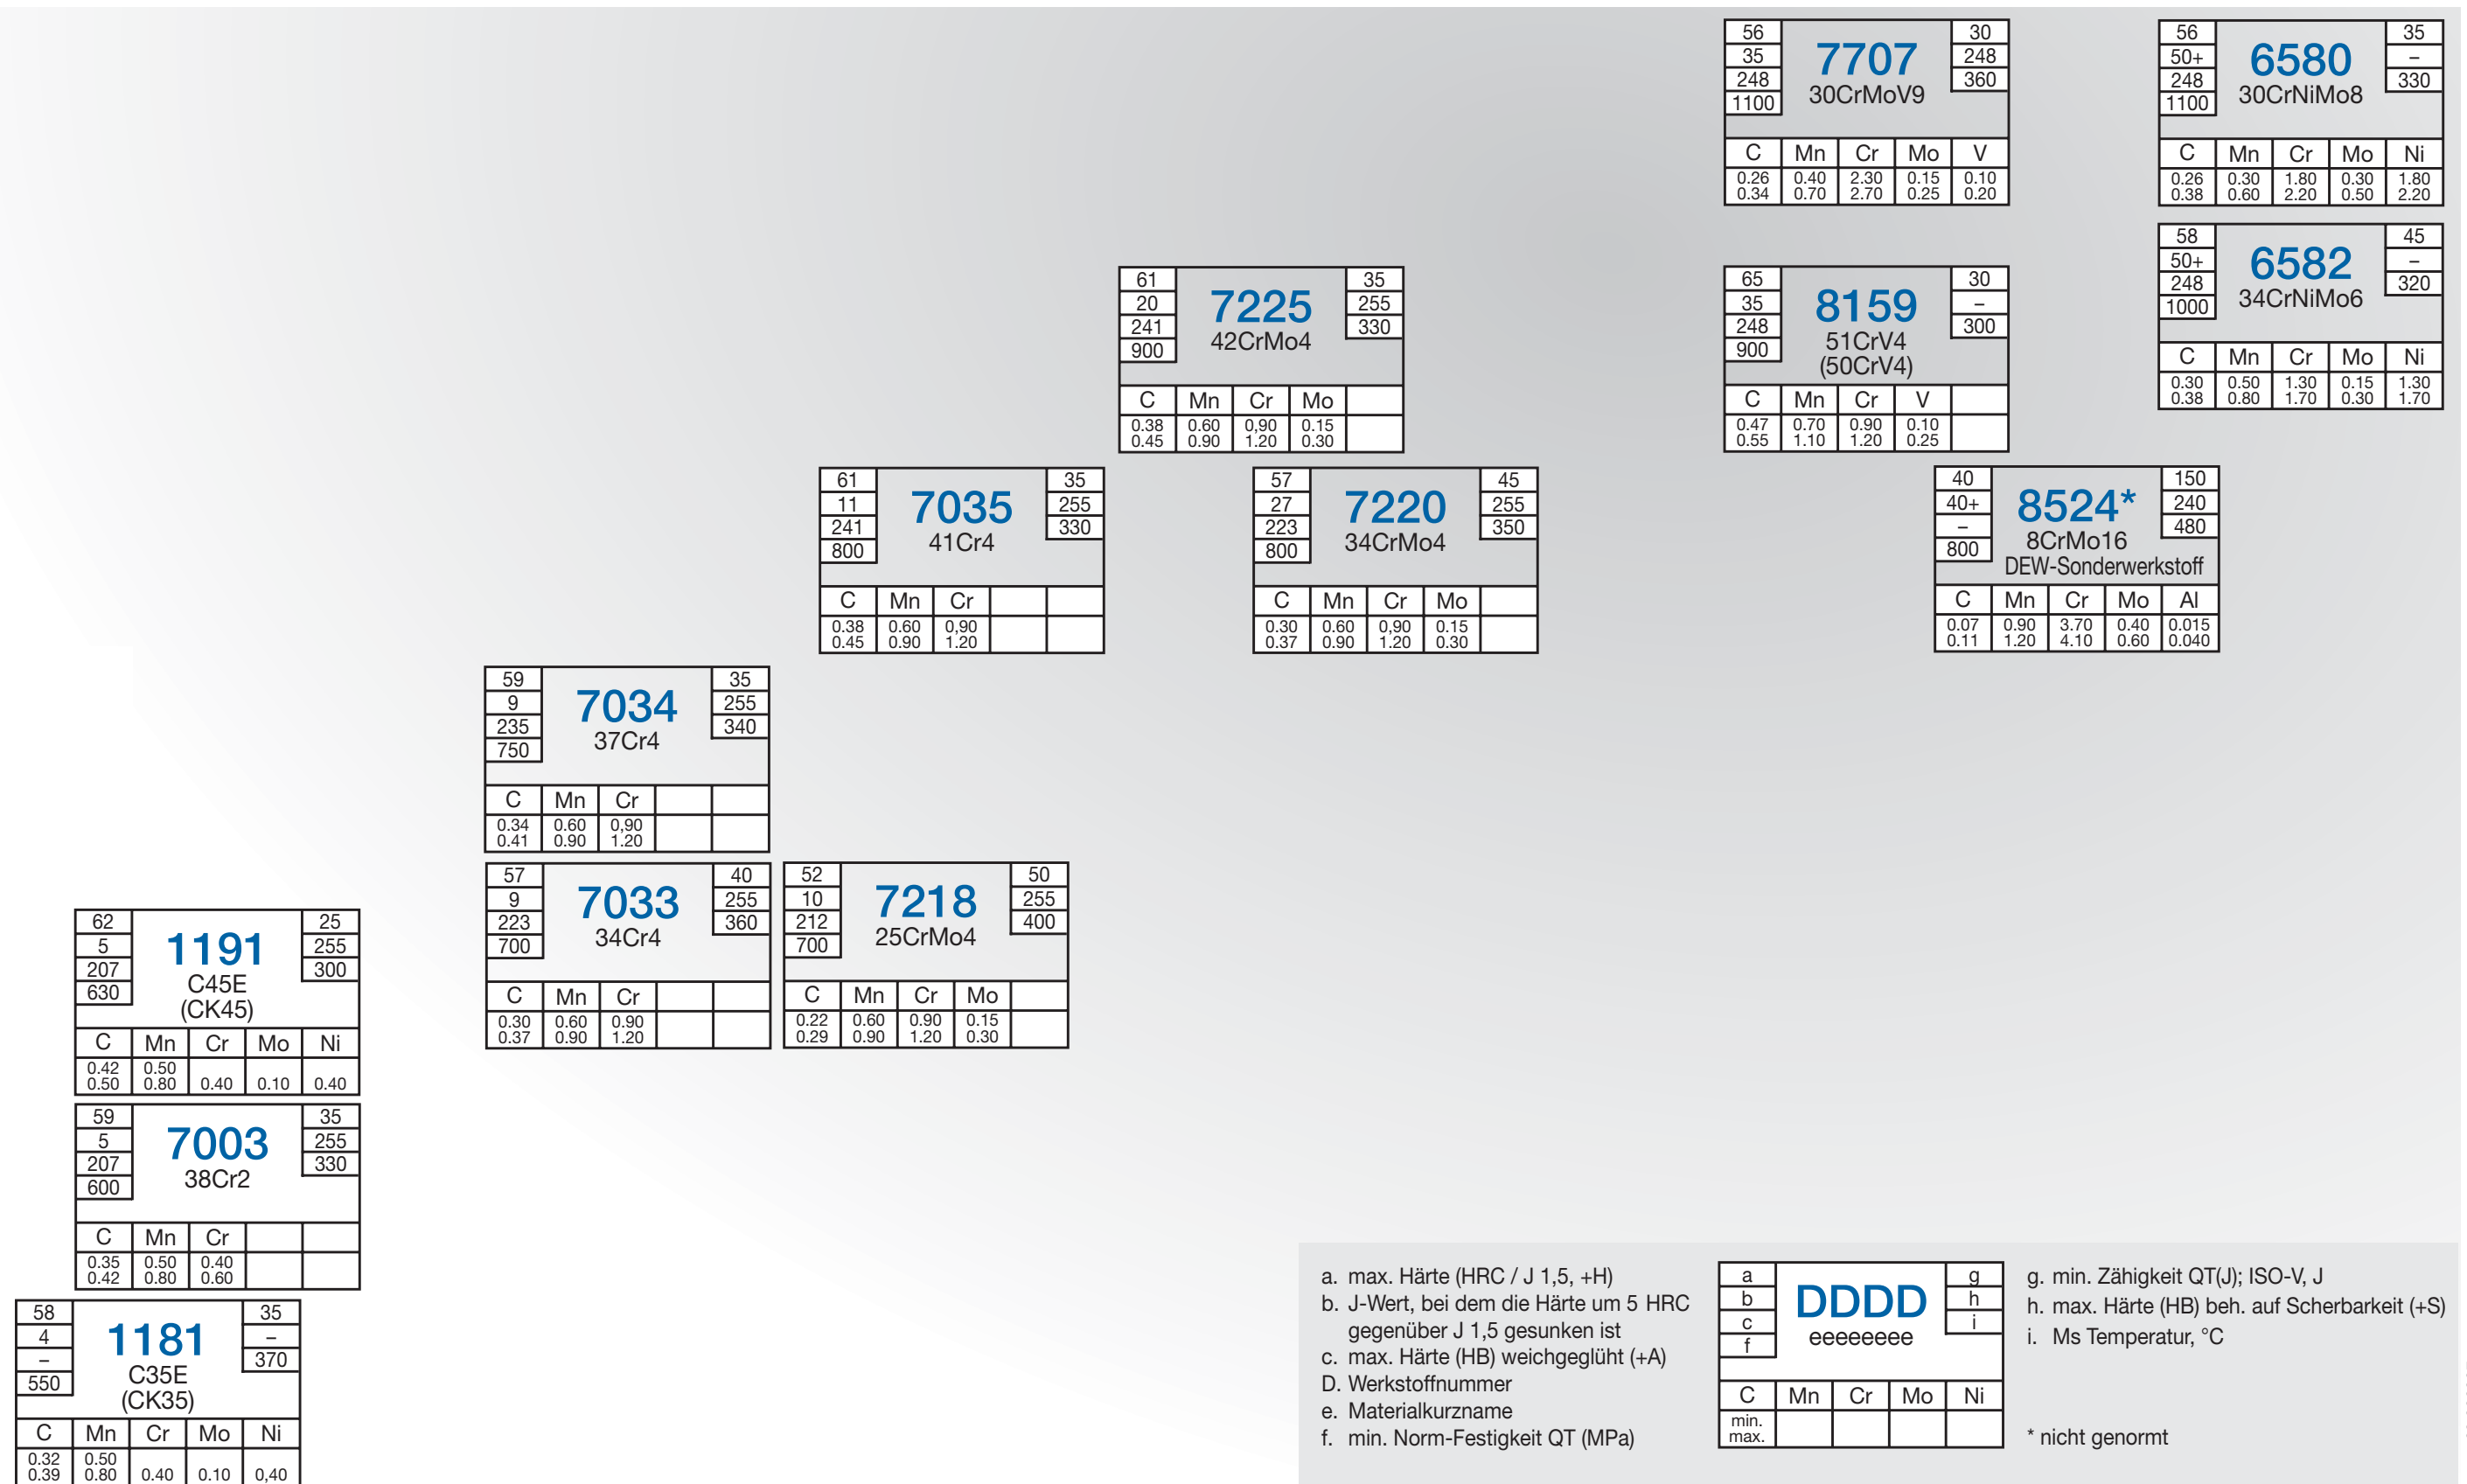 56 30
35 7707 248
248 30CrMoV9 360
1100
C Mn Cr Mo V
0.26 0.40 2.30 0.15 0.10
0.34 0.70 2.70 0.25 0.20
56 35
50+ 6580 –
248 30CrNiMo8 330
1100
C Mn Cr Mo Ni
0.26 0.30 1.80 0.30 1.80
0.38 0.60 2.20 0.50 2.20
58 45
50+ 6582 –
248 34CrNiMo6 320
1000
C Mn Cr Mo Ni
0.30 0.50 1.30 0.15 1.30
0.38 0.80 1.70 0.30 1.70
61 35
20 7225 255
241 42CrMo4 330
900
C Mn Cr Mo
0.38 0.60 0,90 0.15
0.45 0.90 1.20 0.30
65 30
35 8159 –
248 51CrV4 300
900 (50CrV4)
C Mn Cr V
0.47 0.70 0.90 0.10
0.55 1.10 1.20 0.25
61 35
11 7035 255
241 41Cr4 330
800
C Mn Cr
0.38 0.60 0,90
0.45 0.90 1.20
57 45
27 7220 255
223 34CrMo4 350
800
C Mn Cr Mo
0.30 0.60 0,90 0.15
0.37 0.90 1.20 0.30
40 150
40+ 8524* 240
– 8CrMo16 480
800 DEW-Sonderwerkstoff
C Mn Cr Mo Al
0.07 0.90 3.70 0.40 0.015
0.11 1.20 4.10 0.60 0.040
59 35
9 7034 255
235 37Cr4 340
750
C Mn Cr
0.34 0.60 0,90
0.41 0.90 1.20
57 40
9 7033 255
223 34Cr4 360
700
C Mn Cr
0.30 0.60 0.90
0.37 0.90 1.20
52 50
10 7218 255
212 25CrMo4 400
700
C Mn Cr Mo
0.22 0.60 0.90 0.15
0.29 0.90 1.20 0.30
62 25
5 1191 255
207 C45E 300
630 (CK45)
C Mn Cr Mo Ni
0.42 0.50
0.50 0.80 0.40 0.10 0.40
59 35
5 7003 255
207 38Cr2 330
600
C Mn Cr
0.35 0.50 0.40
0.42 0.80 0.60
58 35
4 1181 –
– C35E 370
550 (CK35)
C Mn Cr Mo Ni
0.32 0.50
0.39 0.80 0.40 0.10 0,40
a. max. Härte (HRC / J 1,5, +H)
b. J-Wert, bei dem die Härte um 5 HRC
gegenüber J 1,5 gesunken ist
c. max. Härte (HB) weichgeglüht (+A)
D. Werkstoffnummer
e. Materialkurzname
f. min. Norm-Festigkeit QT (MPa)
a g
b DDDD h
c eeeeeeee i
f
C Mn Cr Mo Ni
min.
max.
g. min. Zähigkeit QT(J); ISO-V, J
h. max. Härte (HB) beh. auf Scherbarkeit (+S)
i. Ms Temperatur, °C
* nicht genormt